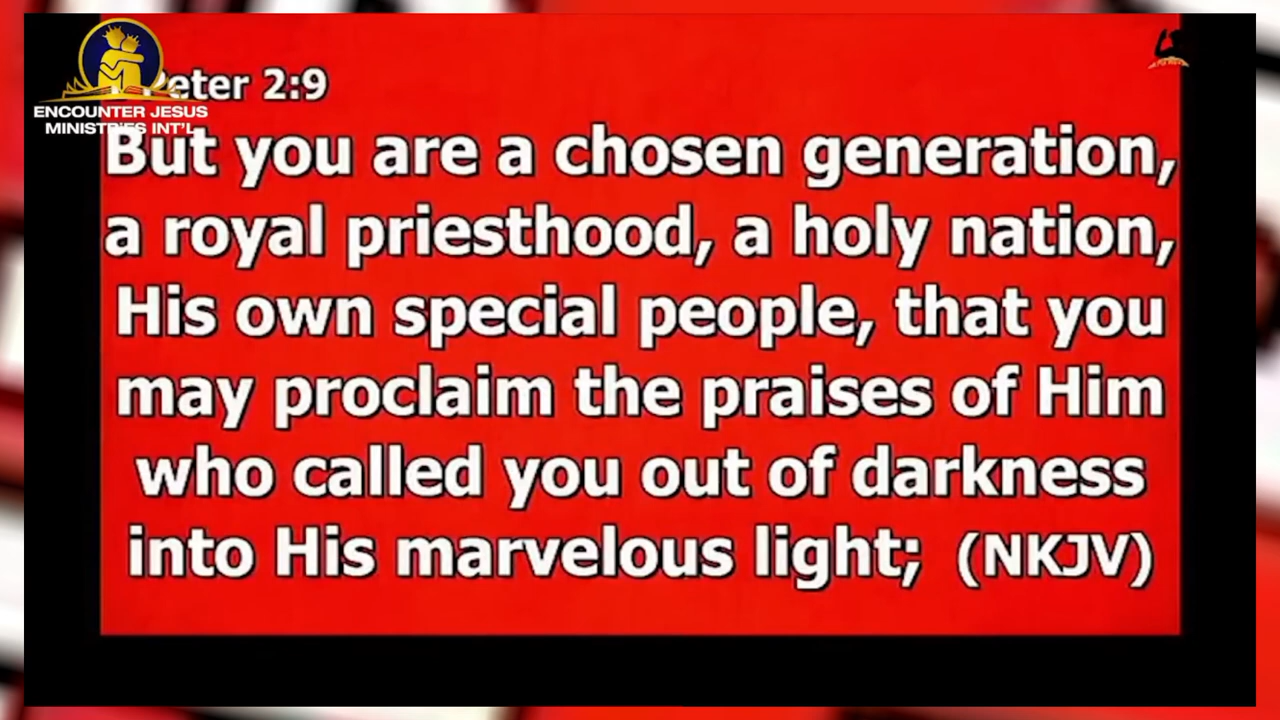 Peter 2:9
ENCOUNTER JESUS
MINISTRIES INT'L
But you are a chosen generation,
a royal priesthood, a holy nation,
His own special people, that you
may proclaim the praises of Him
who called you out of darkness
into His marvelous light; (NKJV)